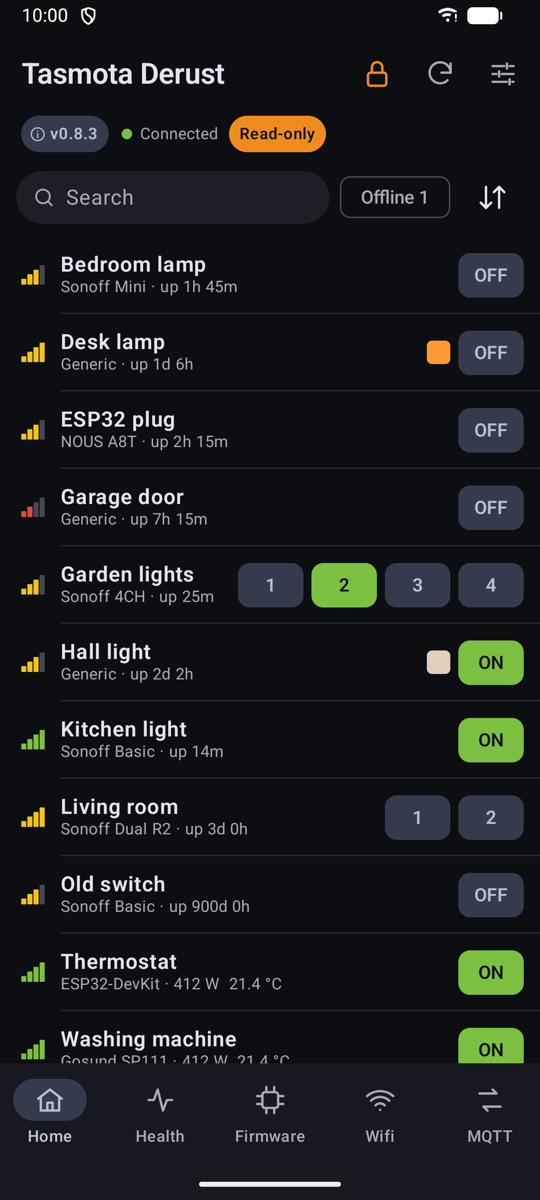 10:00
Tasmota Derust
v0.8.3 Connected Read-only
Search Offline 1
Bedroom lamp
Sonoff Mini · up 1h 45m
OFF
Desk lamp
Generic · up 1d 6h
OFF
ESP32 plug
NOUS A8T · up 2h 15m
OFF
Garage door
Generic · up 7h 15m
OFF
Garden lights
Sonoff 4CH · up 25m
1 2 3 4
Hall light
Generic · up 2d 2h
ON
Kitchen light
Sonoff Basic · up 14m
ON
Living room
Sonoff Dual R2 · up 3d 0h
1 2
Old switch
Sonoff Basic · up 900d 0h
OFF
Thermostat
ESP32-DevKit · 412 W 21.4 °C
ON
Washing machine
Gosund SP111 · 412 W 21.4 °C
ON
Home Health Firmware Wifi MQTT